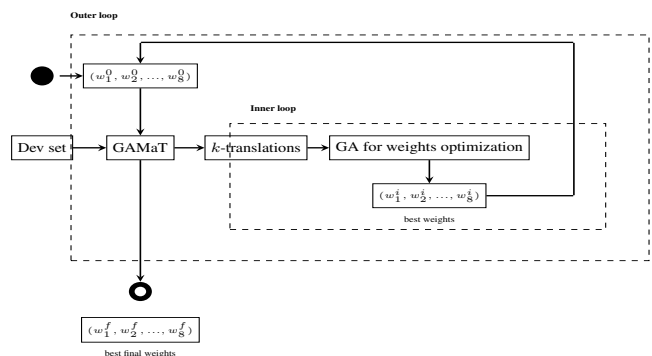 Outer loop
(w_1^0, w_2^0, ..., w_8^0)
Inner loop
Dev set
GAMaT
k-translations
GA for weights optimization
(w_1^i, w_2^i, ..., w_8^i)
best weights
(w_1^f, w_2^f, ..., w_8^f)
best final weights